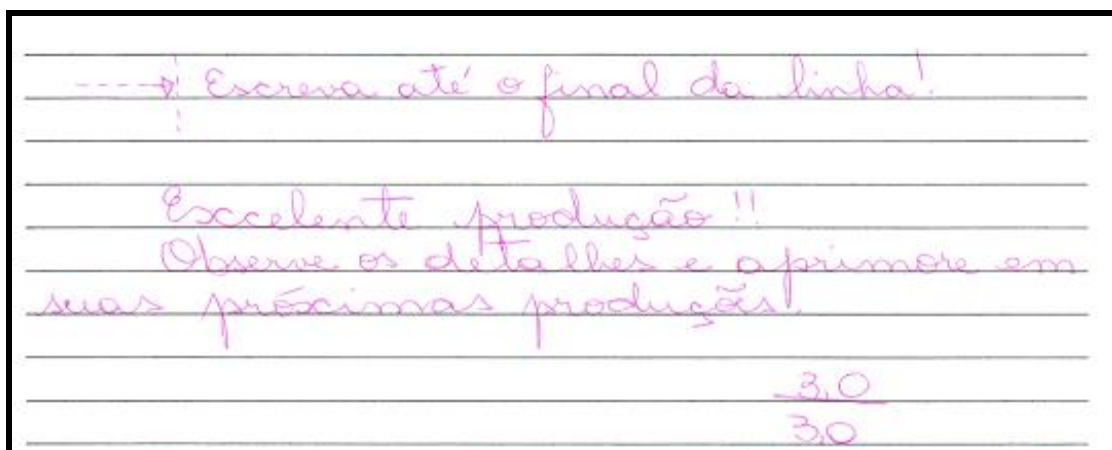 Escreva até o final da linha!
Excelente produção!!
Observe os detalhes e aprimore em
suas próximas produções!
3,0
3,0